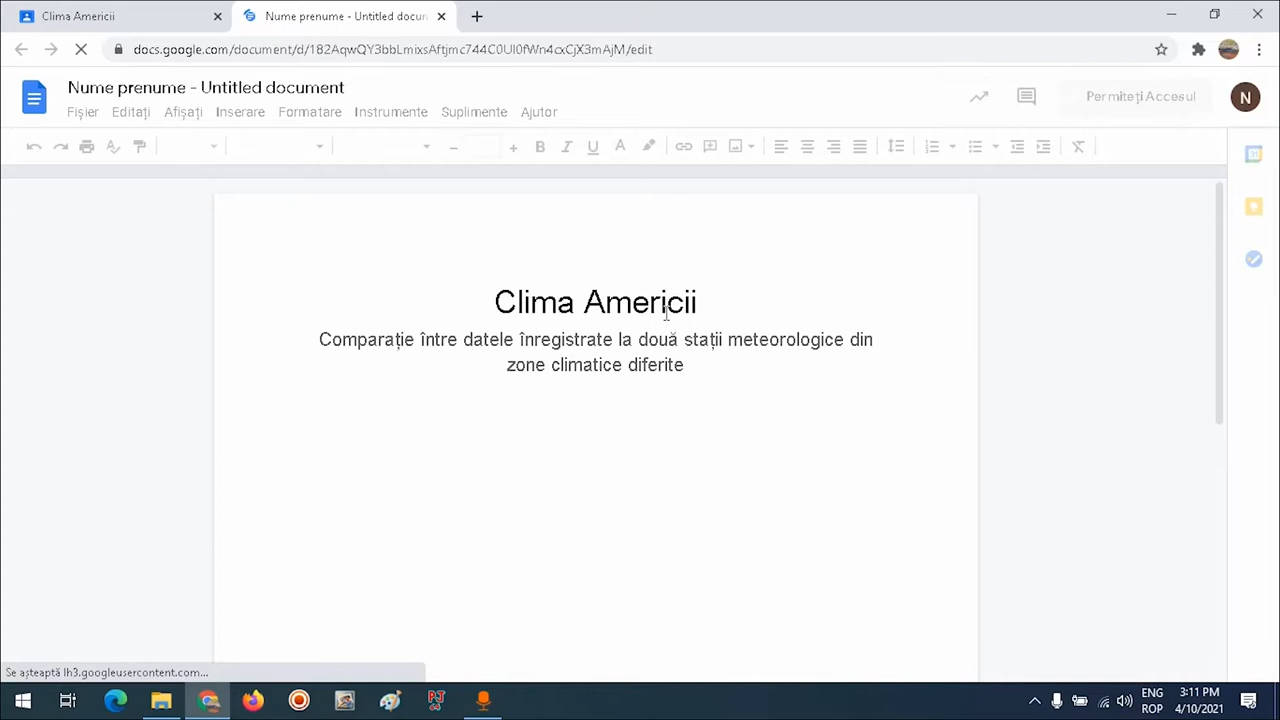 Clima Americii
Nume prenume - Untitled docun
docs.google.com/document/d/182AqwQY3bbLmixsAftjmc744C0UI0fWn4cxCjX3mAjM/edit
Nume prenume - Untitled document
Fișier Editați Afișați Inserare Formatare Instrumente Suplimente Ajutor
Permiteți Accesul
N
Clima Americii
Comparație între datele înregistrate la două stații meteorologice din
zone climatice diferite
Se așteaptă lh3.googleusercontent.com...
ENG
ROP
3:11 PM
4/10/2021